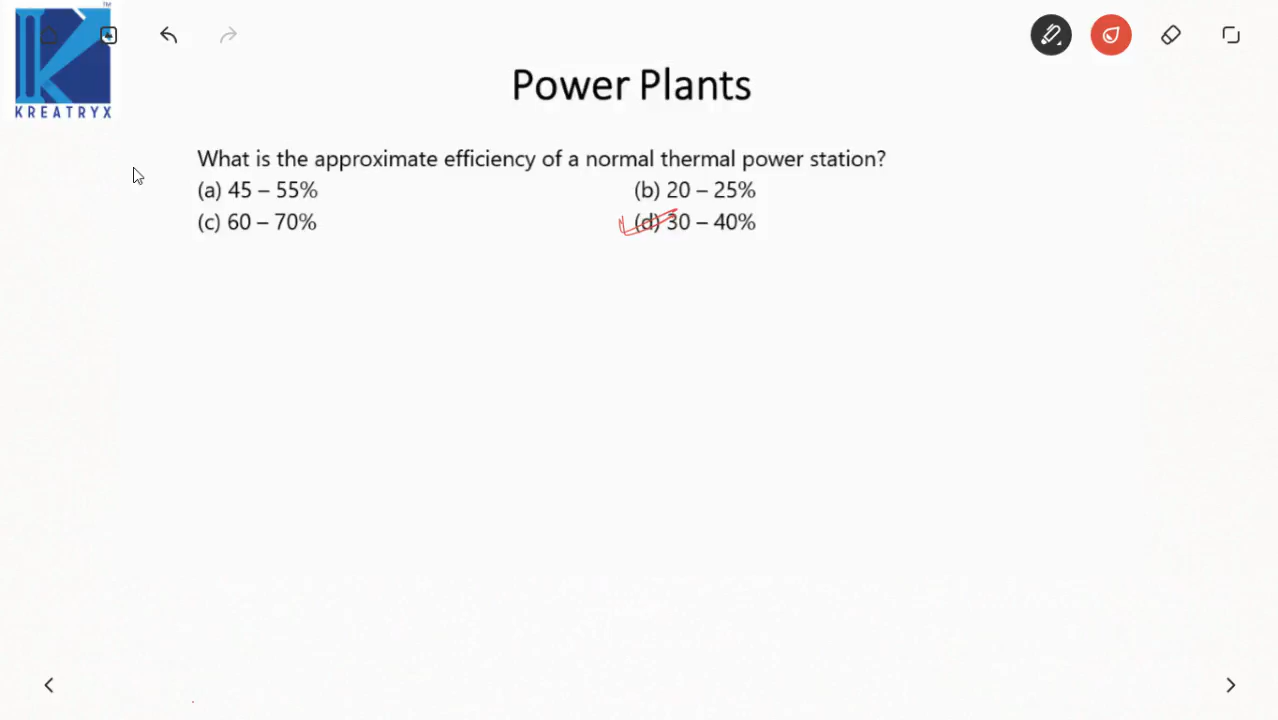 TM
KREATRYX
Power Plants
What is the approximate efficiency of a normal thermal power station?
(a) 45 – 55% (b) 20 – 25%
(c) 60 – 70% (d) 30 – 40%